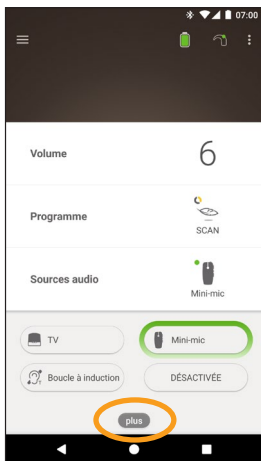 07:00
Volume 6
Programme
SCAN
Sources audio
Mini-mic
TV Mini-mic
Boucle à induction DÉSACTIVÉE
plus